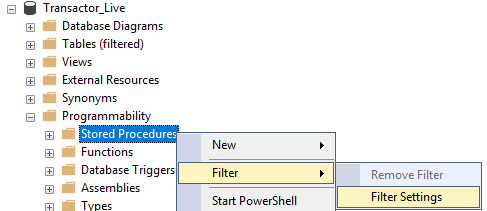 Transactor_Live
Database Diagrams
Tables (filtered)
Views
External Resources
Synonyms
Programmability
Stored Procedures
New
Functions
Database Triggers
Filter
Remove Filter
Assemblies
Filter Settings
Types
Start PowerShell